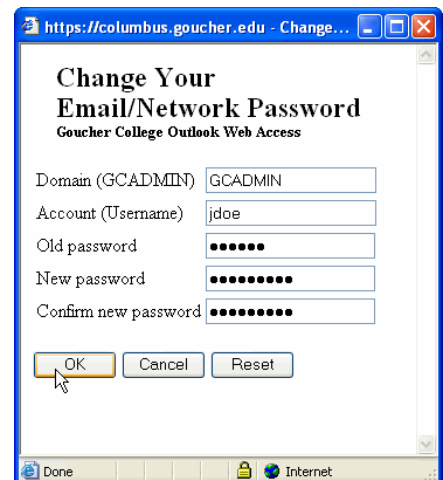 https://columbus.goucher.edu - Change...
Change Your
Email/Network Password
Goucher College Outlook Web Access
Domain (GCADMIN) GCADMIN
Account (Username) jdoe
Old password ●●●●●●
New password ●●●●●●●●●
Confirm new password ●●●●●●●●●
OK Cancel Reset
Done Internet